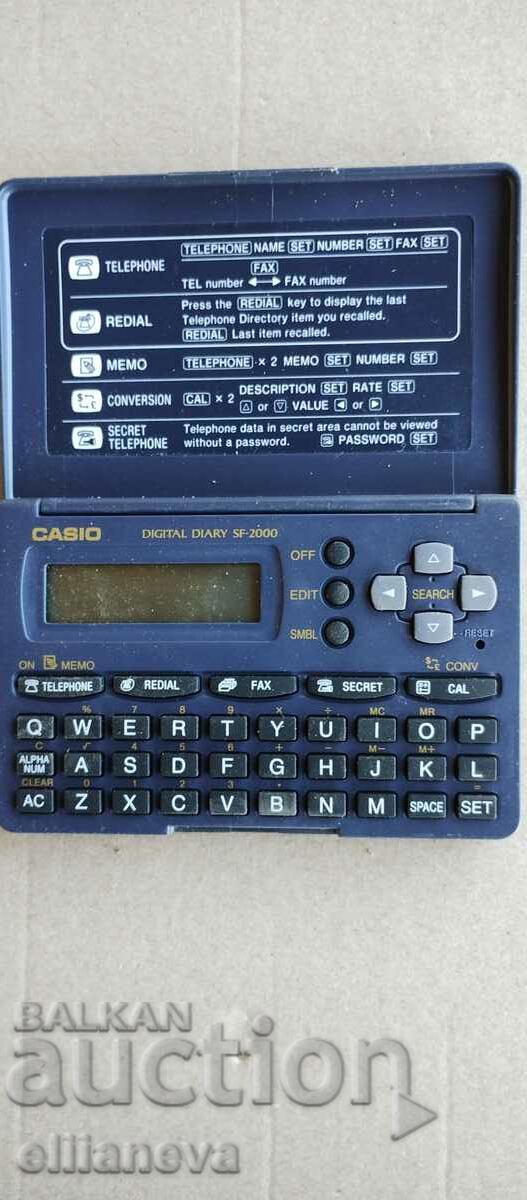 TELEPHONE
TELEPHONE NAME SET NUMBER SET FAX SET
FAX
TEL number ◄─► FAX number
REDIAL
Press the REDIAL key to display the last
Telephone Directory item you recalled.
REDIAL Last item recalled.
MEMO
TELEPHONE × 2 MEMO SET NUMBER SET
$ £ CONVERSION
CAL × 2 DESCRIPTION SET RATE SET
△ or ▽ VALUE ◁ or ▷
SECRET
TELEPHONE
Telephone data in secret area cannot be viewed
without a password. PASSWORD SET
CASIO DIGITAL DIARY SF-2000
OFF
EDIT
SEARCH
SMBL
RESET
ON MEMO $ £ CONV
TELEPHONE REDIAL FAX SECRET CAL
% 7 8 9 × ÷ MC MR
Q W E R T Y U I O P
C √ 4 5 6 + − M− M+
ALPHA NUM A S D F G H J K L
CLEAR 0 1 2 3 . =
AC Z X C V B N M SPACE SET
BALKAN
auction
ellianeva